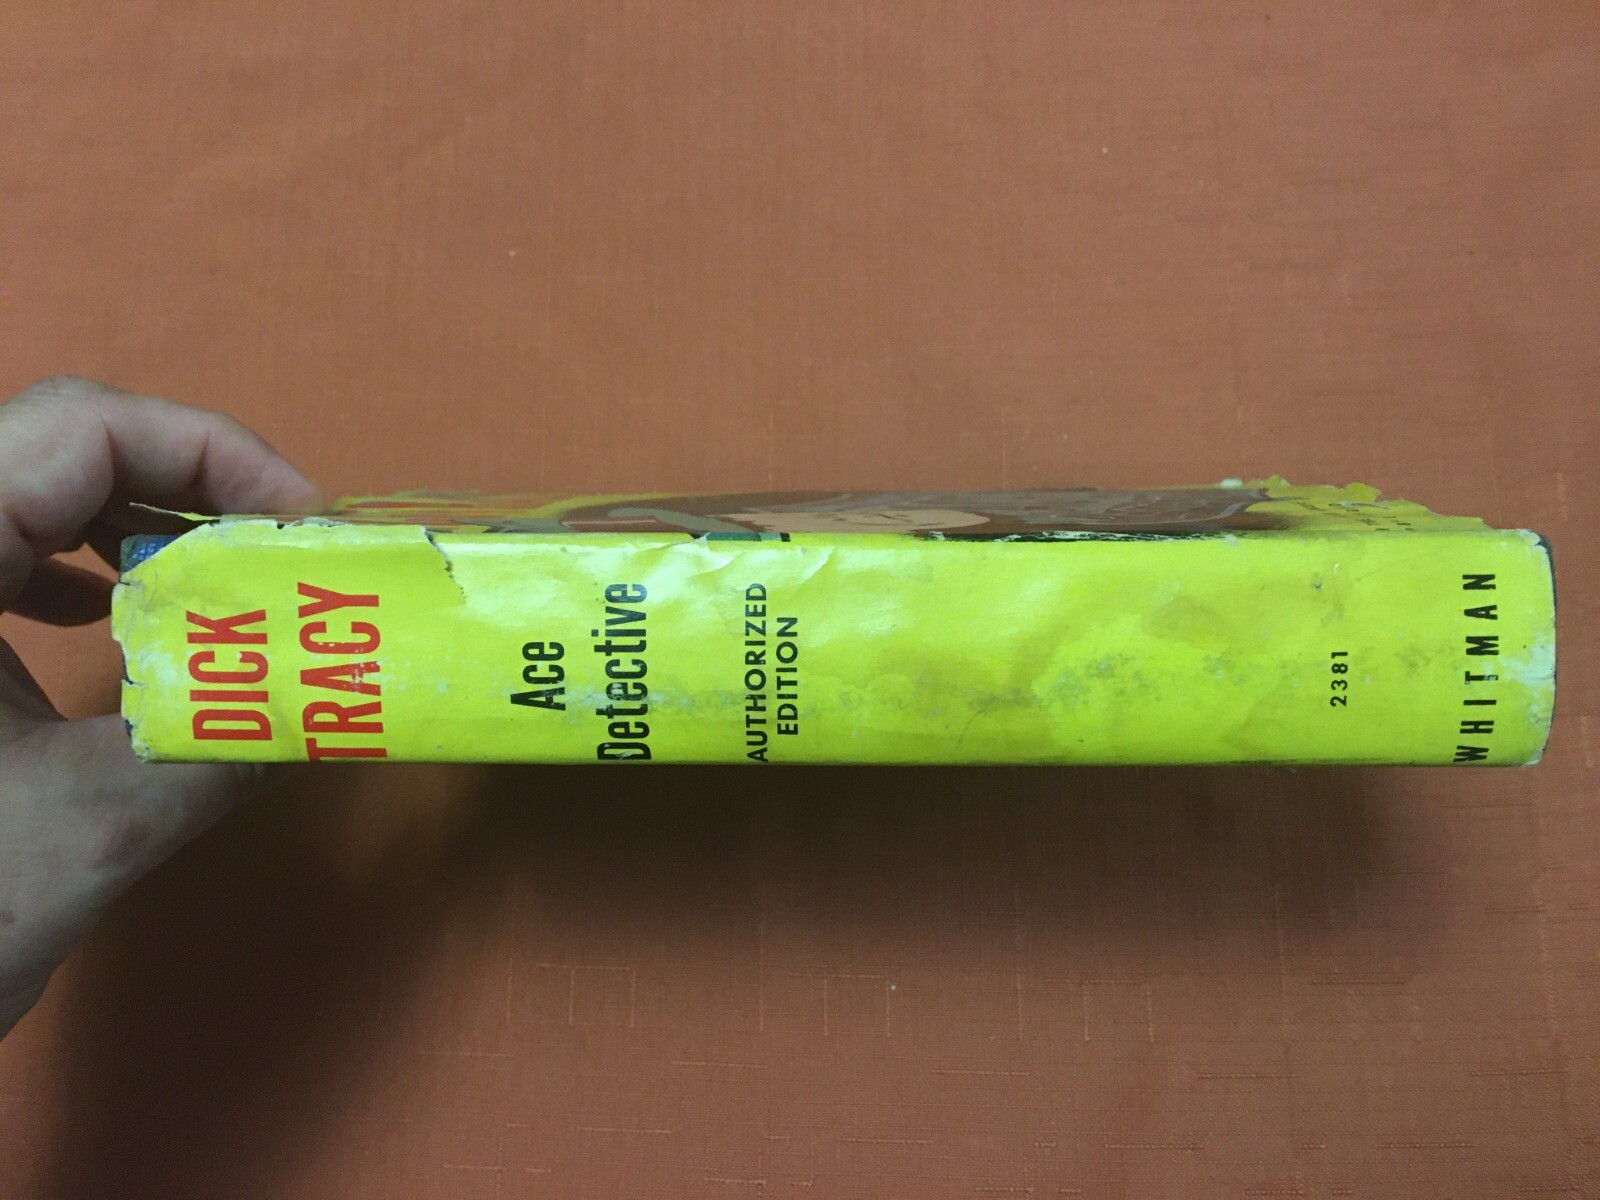 DICK
TRACY
Ace
Detective
AUTHORIZED
EDITION
2381
WHITMAN